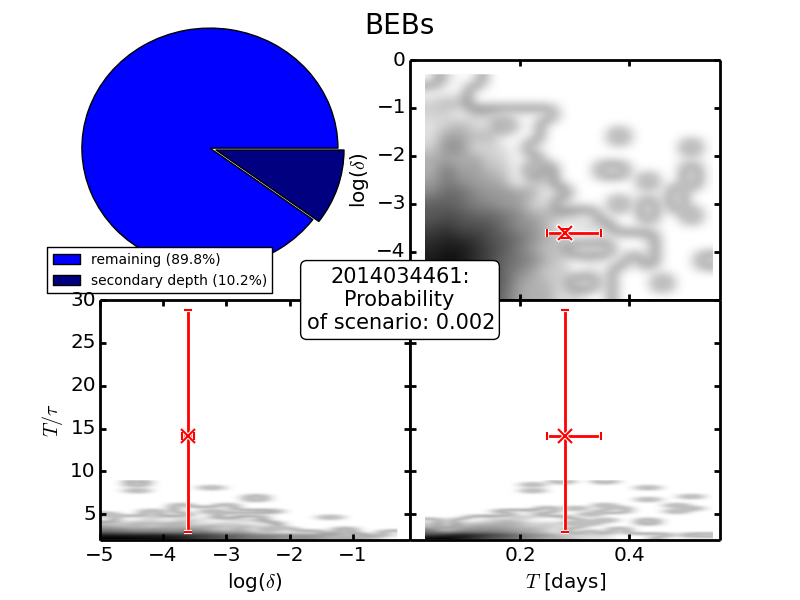 BEBs
remaining (89.8%)
secondary depth (10.2%)
0
−1
−2
−3
−4
log(δ)
2014034461:
Probability
of scenario: 0.002
30
25
20
15
10
5
T/τ
−5 −4 −3 −2 −1
log(δ)
0.2 0.4
T [days]